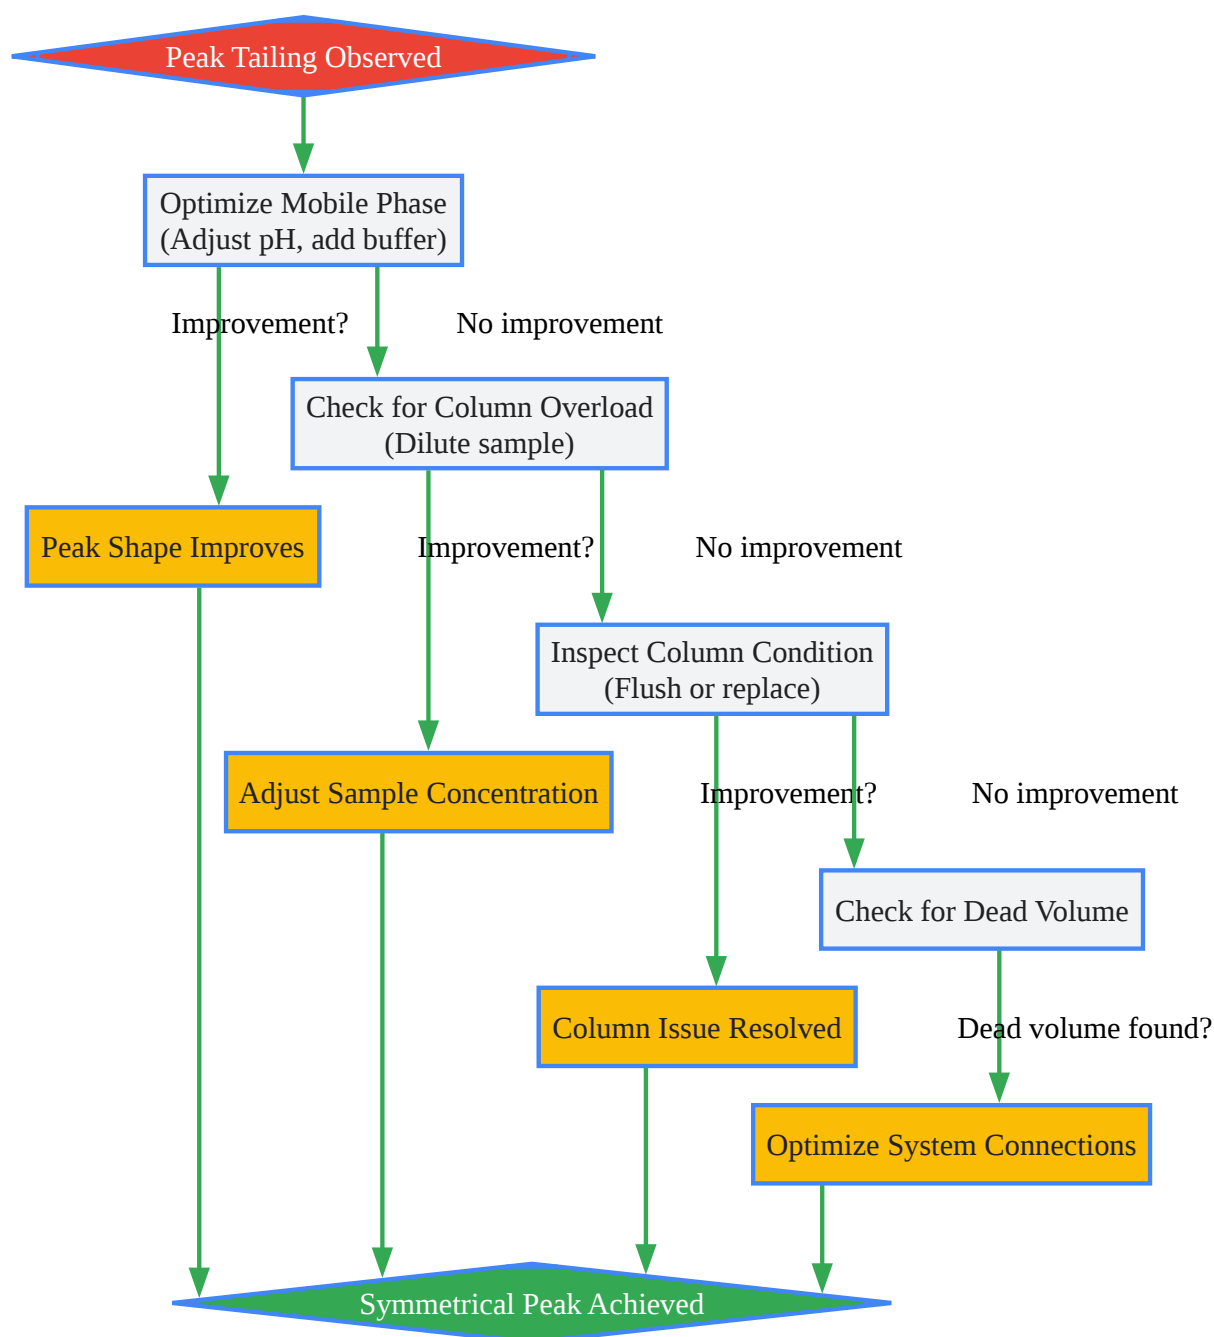 Peak Tailing Observed
Optimize Mobile Phase
(Adjust pH, add buffer)
Improvement?
No improvement
Check for Column Overload
(Dilute sample)
Peak Shape Improves
Improvement?
No improvement
Inspect Column Condition
(Flush or replace)
Adjust Sample Concentration
Improvement?
No improvement
Check for Dead Volume
Column Issue Resolved
Dead volume found?
Optimize System Connections
Symmetrical Peak Achieved